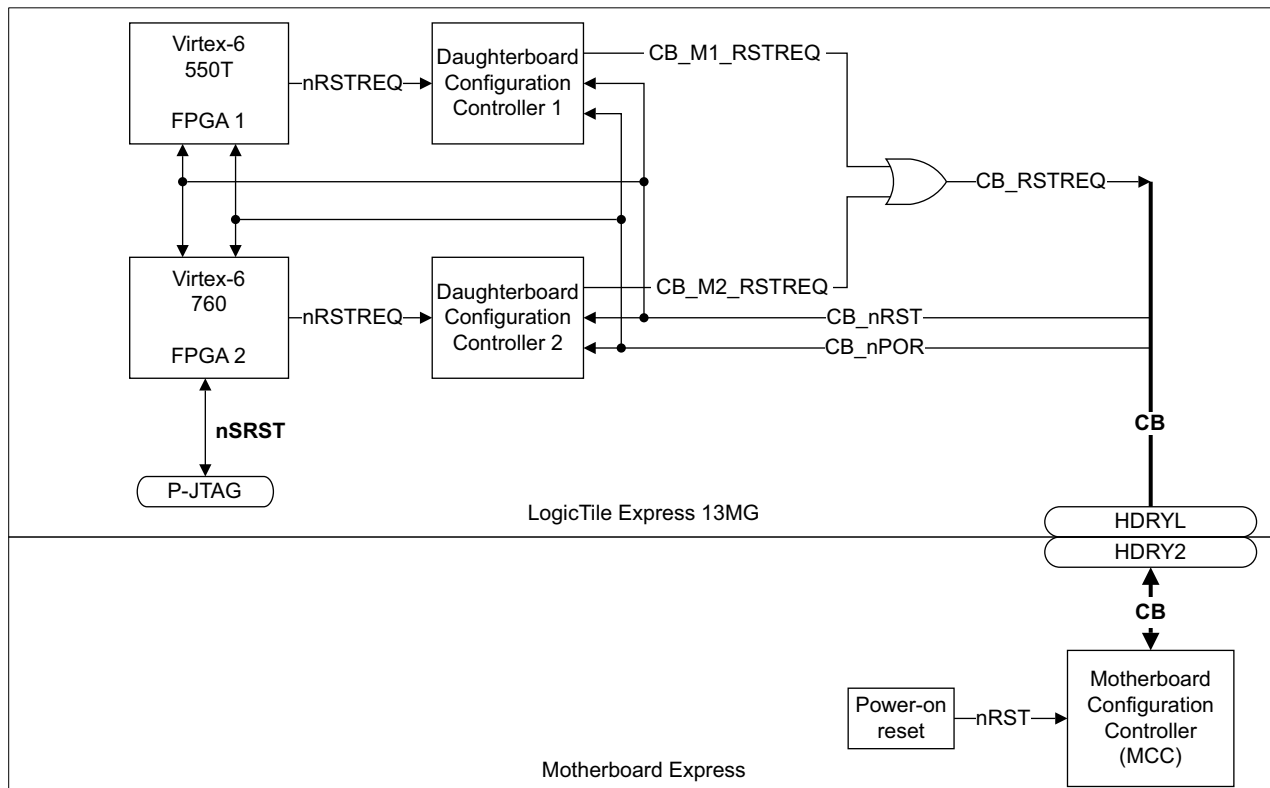 Virtex-6
550T
FPGA 1
nRSTREQ
Daughterboard
Configuration
Controller 1
CB_M1_RSTREQ
CB_RSTREQ
Virtex-6
760
FPGA 2
nRSTREQ
Daughterboard
Configuration
Controller 2
CB_M2_RSTREQ
CB_nRST
CB_nPOR
nSRST
CB
P-JTAG
LogicTile Express 13MG
HDRYL
HDRY2
CB
Power-on
reset
nRST
Motherboard
Configuration
Controller
(MCC)
Motherboard Express